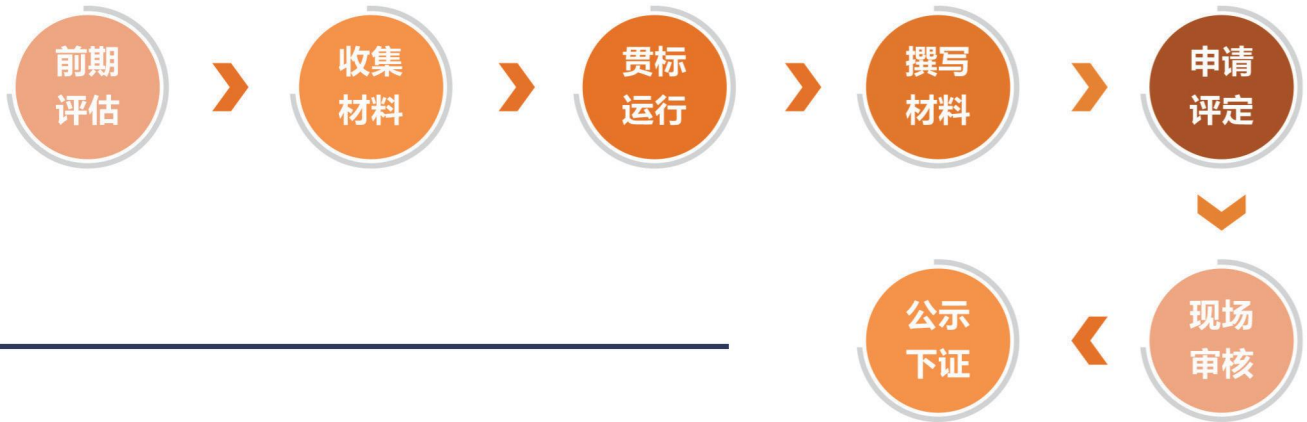 前期
评估
收集
材料
贯标
运行
撰写
材料
申请
评定
现场
审核
公示
下证